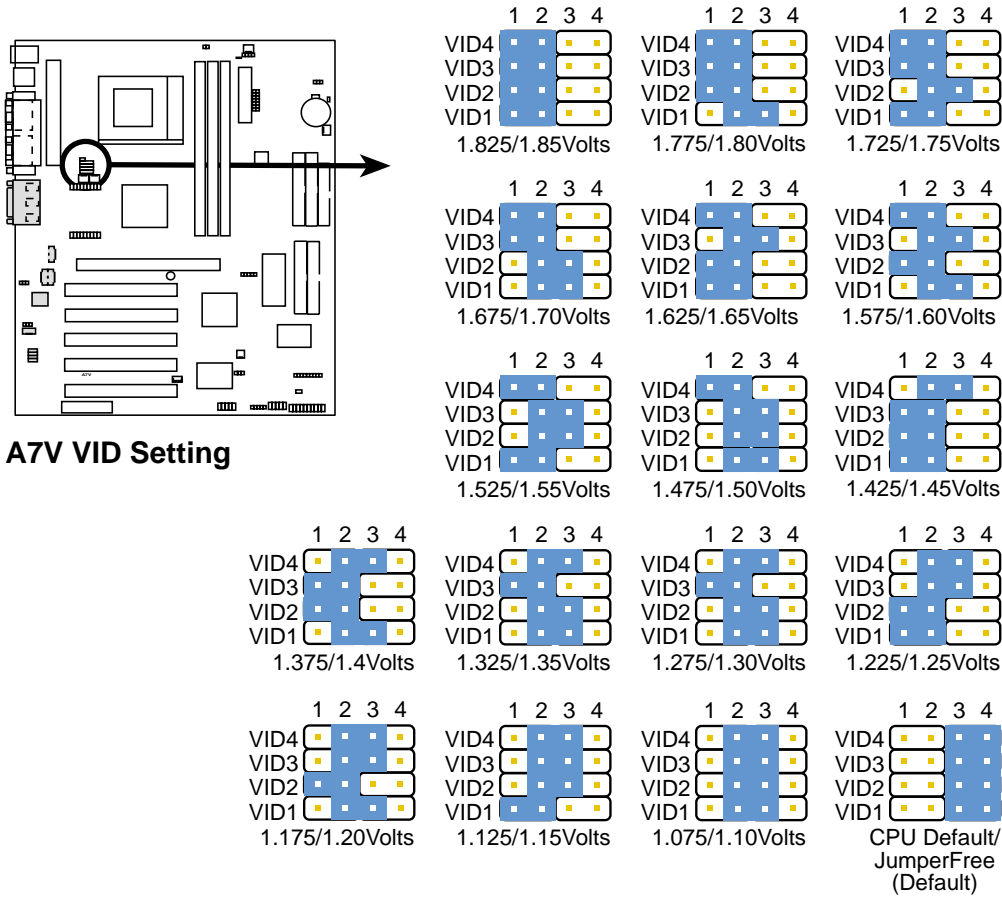 1 2 3 4
VID4
VID3
VID2
VID1
1.825/1.85Volts
1 2 3 4
VID4
VID3
VID2
VID1
1.775/1.80Volts
1 2 3 4
VID4
VID3
VID2
VID1
1.725/1.75Volts
1 2 3 4
VID4
VID3
VID2
VID1
1.675/1.70Volts
1 2 3 4
VID4
VID3
VID2
VID1
1.625/1.65Volts
1 2 3 4
VID4
VID3
VID2
VID1
1.575/1.60Volts
A7V
A7V VID Setting
1 2 3 4
VID4
VID3
VID2
VID1
1.525/1.55Volts
1 2 3 4
VID4
VID3
VID2
VID1
1.475/1.50Volts
1 2 3 4
VID4
VID3
VID2
VID1
1.425/1.45Volts
1 2 3 4
VID4
VID3
VID2
VID1
1.375/1.4Volts
1 2 3 4
VID4
VID3
VID2
VID1
1.325/1.35Volts
1 2 3 4
VID4
VID3
VID2
VID1
1.275/1.30Volts
1 2 3 4
VID4
VID3
VID2
VID1
1.225/1.25Volts
1 2 3 4
VID4
VID3
VID2
VID1
1.175/1.20Volts
1 2 3 4
VID4
VID3
VID2
VID1
1.125/1.15Volts
1 2 3 4
VID4
VID3
VID2
VID1
1.075/1.10Volts
1 2 3 4
VID4
VID3
VID2
VID1
CPU Default/
JumperFree
(Default)